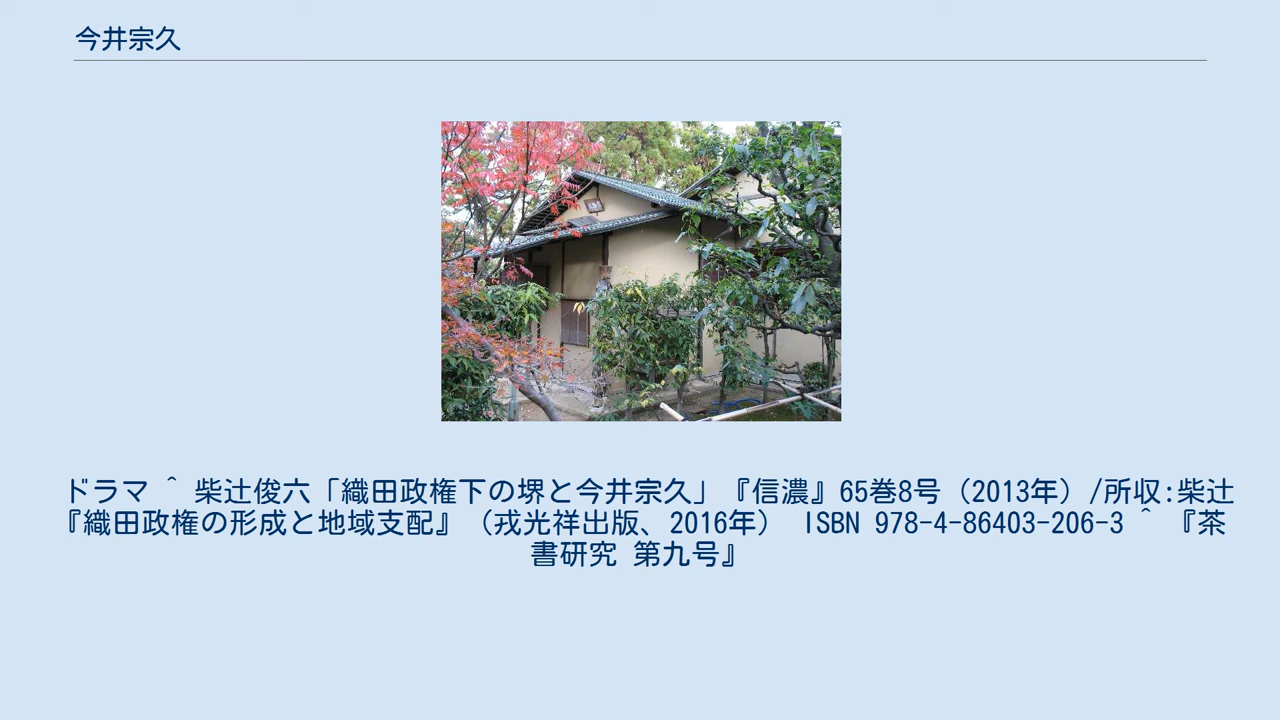 今井宗久
ドラマ ^ 柴辻俊六「織田政権下の堺と今井宗久」『信濃』65巻8号（2013年）/所収:柴辻
『織田政権の形成と地域支配』（戎光祥出版、2016年） ISBN 978-4-86403-206-3 ^ 『茶
書研究 第九号』